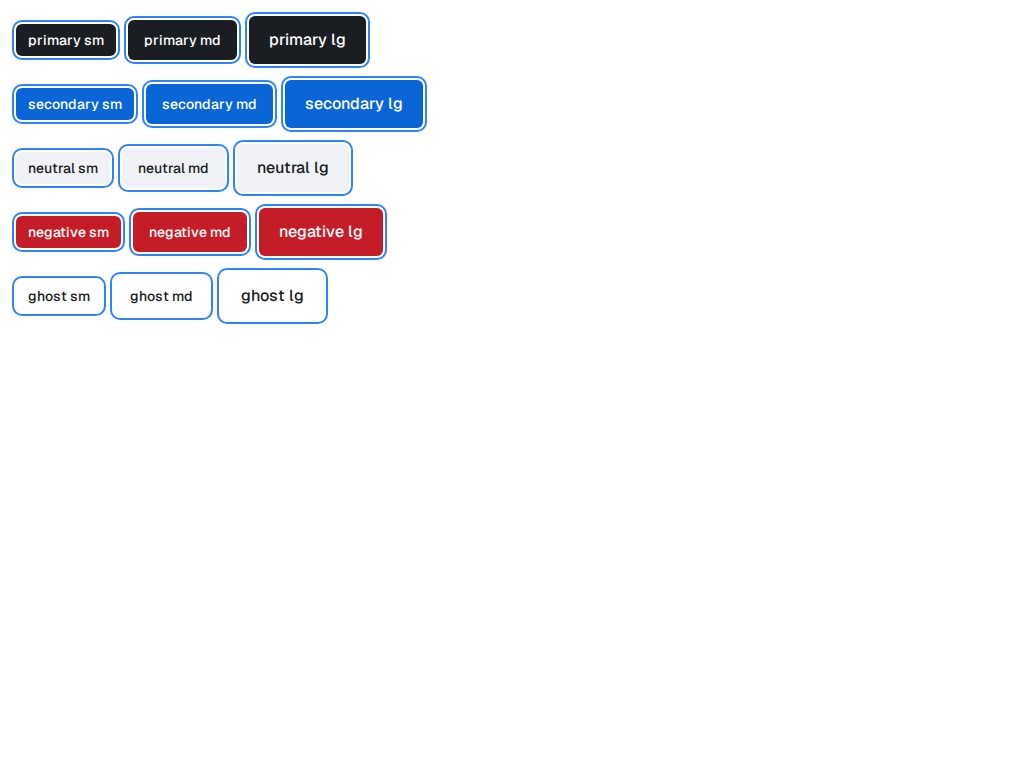 primary sm primary md primary lg
secondary sm secondary md secondary lg
neutral sm neutral md neutral lg
negative sm negative md negative lg
ghost sm ghost md ghost lg